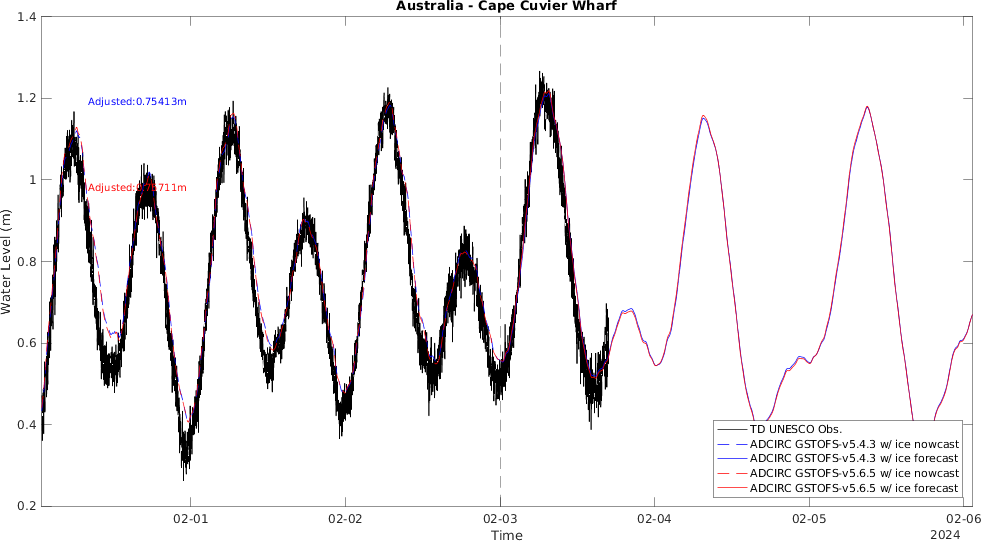 Australia - Cape Cuvier Wharf
1.4
1.2
1
0.8
0.6
0.4
0.2
Water Level (m)
Adjusted:0.75413m
Adjusted:0.75711m
TD UNESCO Obs.
ADCIRC GSTOFS-v5.4.3 w/ ice nowcast
ADCIRC GSTOFS-v5.4.3 w/ ice forecast
ADCIRC GSTOFS-v5.6.5 w/ ice nowcast
ADCIRC GSTOFS-v5.6.5 w/ ice forecast
02-01
02-02
02-03
02-04
02-05
02-06
Time
2024